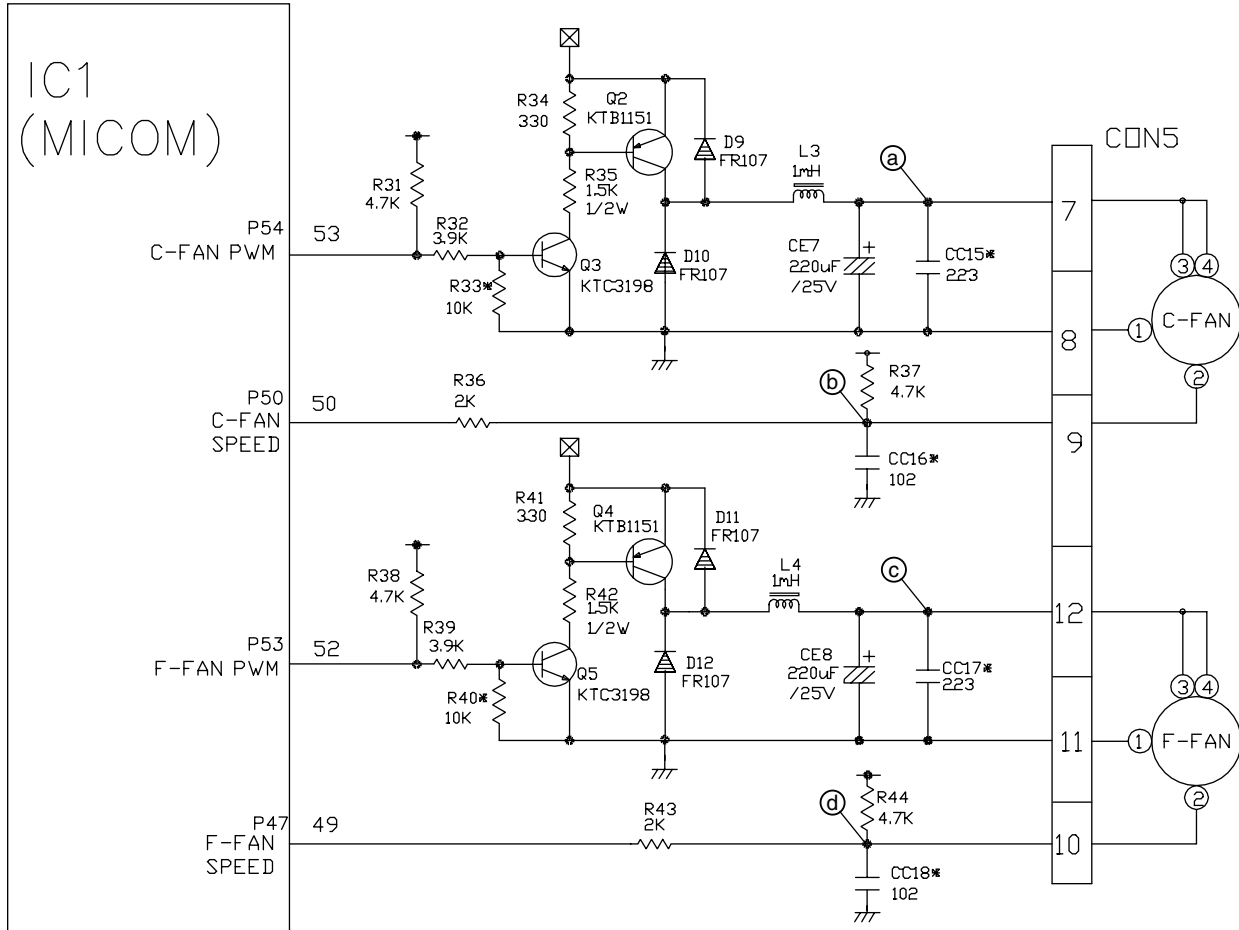 IC1
(MICOM)
CON5
R34
330
Q2
KTB1151
D9
FR107
L3
1mH
a
R31
4.7K
R35
1.5K
1/2W
7
P54
53
C-FAN PWM
R32
3.9K
Q3
KTC3198
D10
FR107
CE7
220uF
/25V
CC15*
223
3
4
R33*
10K
8
1
C-FAN
2
R37
4.7K
b
P50
50
C-FAN
SPEED
R36
2K
9
CC16*
102
R41
330
Q4
KTB1151
D11
FR107
L4
1mH
c
R38
4.7K
R42
1.5K
1/2W
12
P53
52
F-FAN PWM
R39
3.9K
Q5
KTC3198
D12
FR107
CE8
220uF
/25V
CC17*
223
3
4
R40*
10K
11
1
F-FAN
2
R44
4.7K
d
P47
49
F-FAN
SPEED
R43
2K
10
CC18*
102